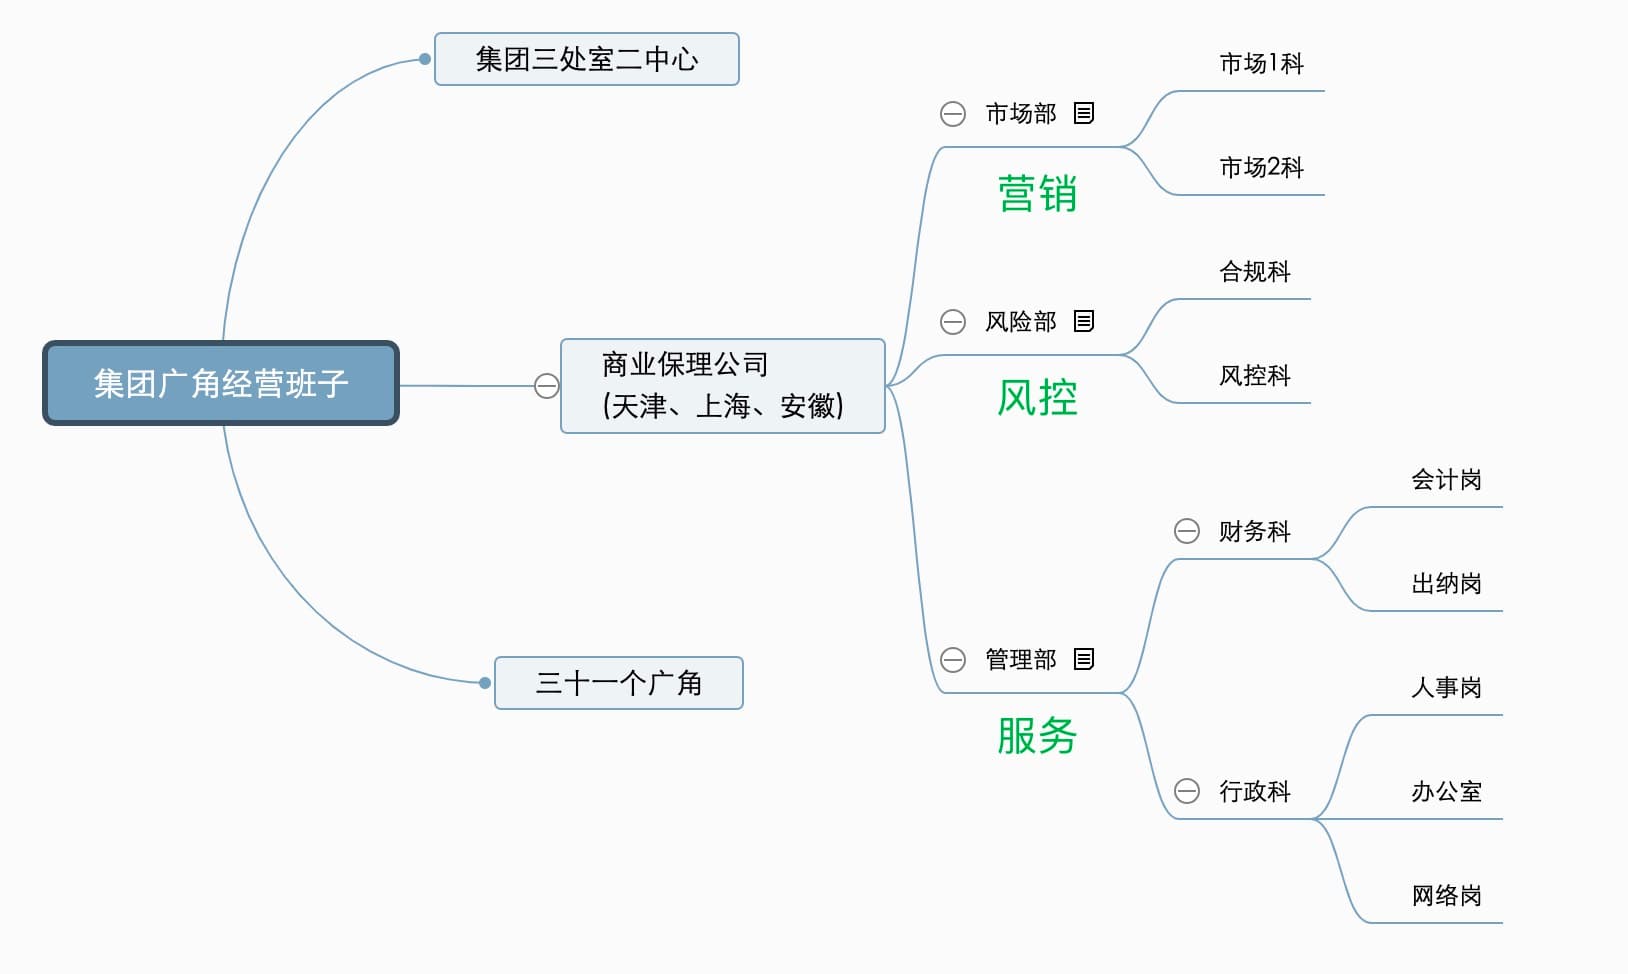 集团三处室二中心
集团广角经营班子
商业保理公司
(天津、上海、安徽)
三十一个广角
市场部
营销
市场1科
市场2科
风险部
风控
合规科
风控科
管理部
服务
财务科
会计岗
出纳岗
行政科
人事岗
办公室
网络岗